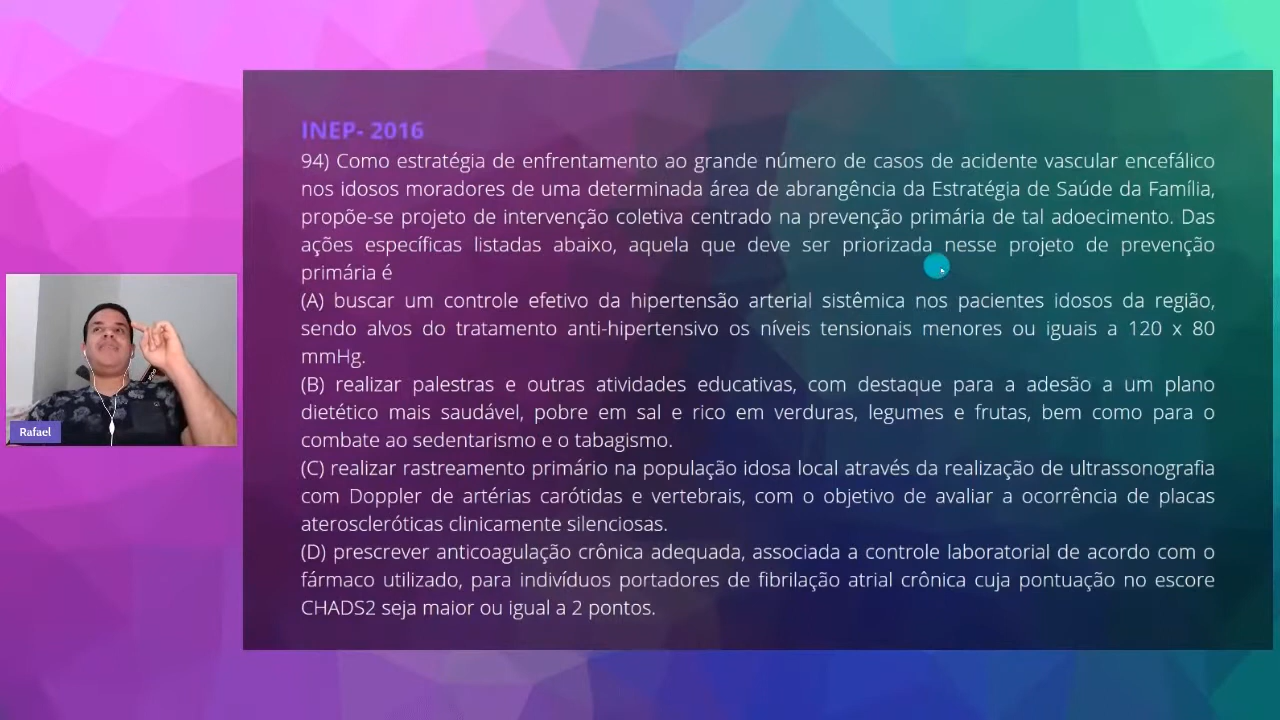 INEP- 2016
94) Como estratégia de enfrentamento ao grande número de casos de acidente vascular encefálico
nos idosos moradores de uma determinada área de abrangência da Estratégia de Saúde da Família,
propõe-se projeto de intervenção coletiva centrado na prevenção primária de tal adoecimento. Das
ações específicas listadas abaixo, aquela que deve ser priorizada nesse projeto de prevenção
primária é
(A) buscar um controle efetivo da hipertensão arterial sistêmica nos pacientes idosos da região,
sendo alvos do tratamento anti-hipertensivo os níveis tensionais menores ou iguais a 120 x 80
mmHg.
(B) realizar palestras e outras atividades educativas, com destaque para a adesão a um plano
dietético mais saudável, pobre em sal e rico em verduras, legumes e frutas, bem como para o
combate ao sedentarismo e o tabagismo.
(C) realizar rastreamento primário na população idosa local através da realização de ultrassonografia
com Doppler de artérias carótidas e vertebrais, com o objetivo de avaliar a ocorrência de placas
ateroscleróticas clinicamente silenciosas.
(D) prescrever anticoagulação crônica adequada, associada a controle laboratorial de acordo com o
fármaco utilizado, para indivíduos portadores de fibrilação atrial crônica cuja pontuação no escore
CHADS2 seja maior ou igual a 2 pontos.
Rafael